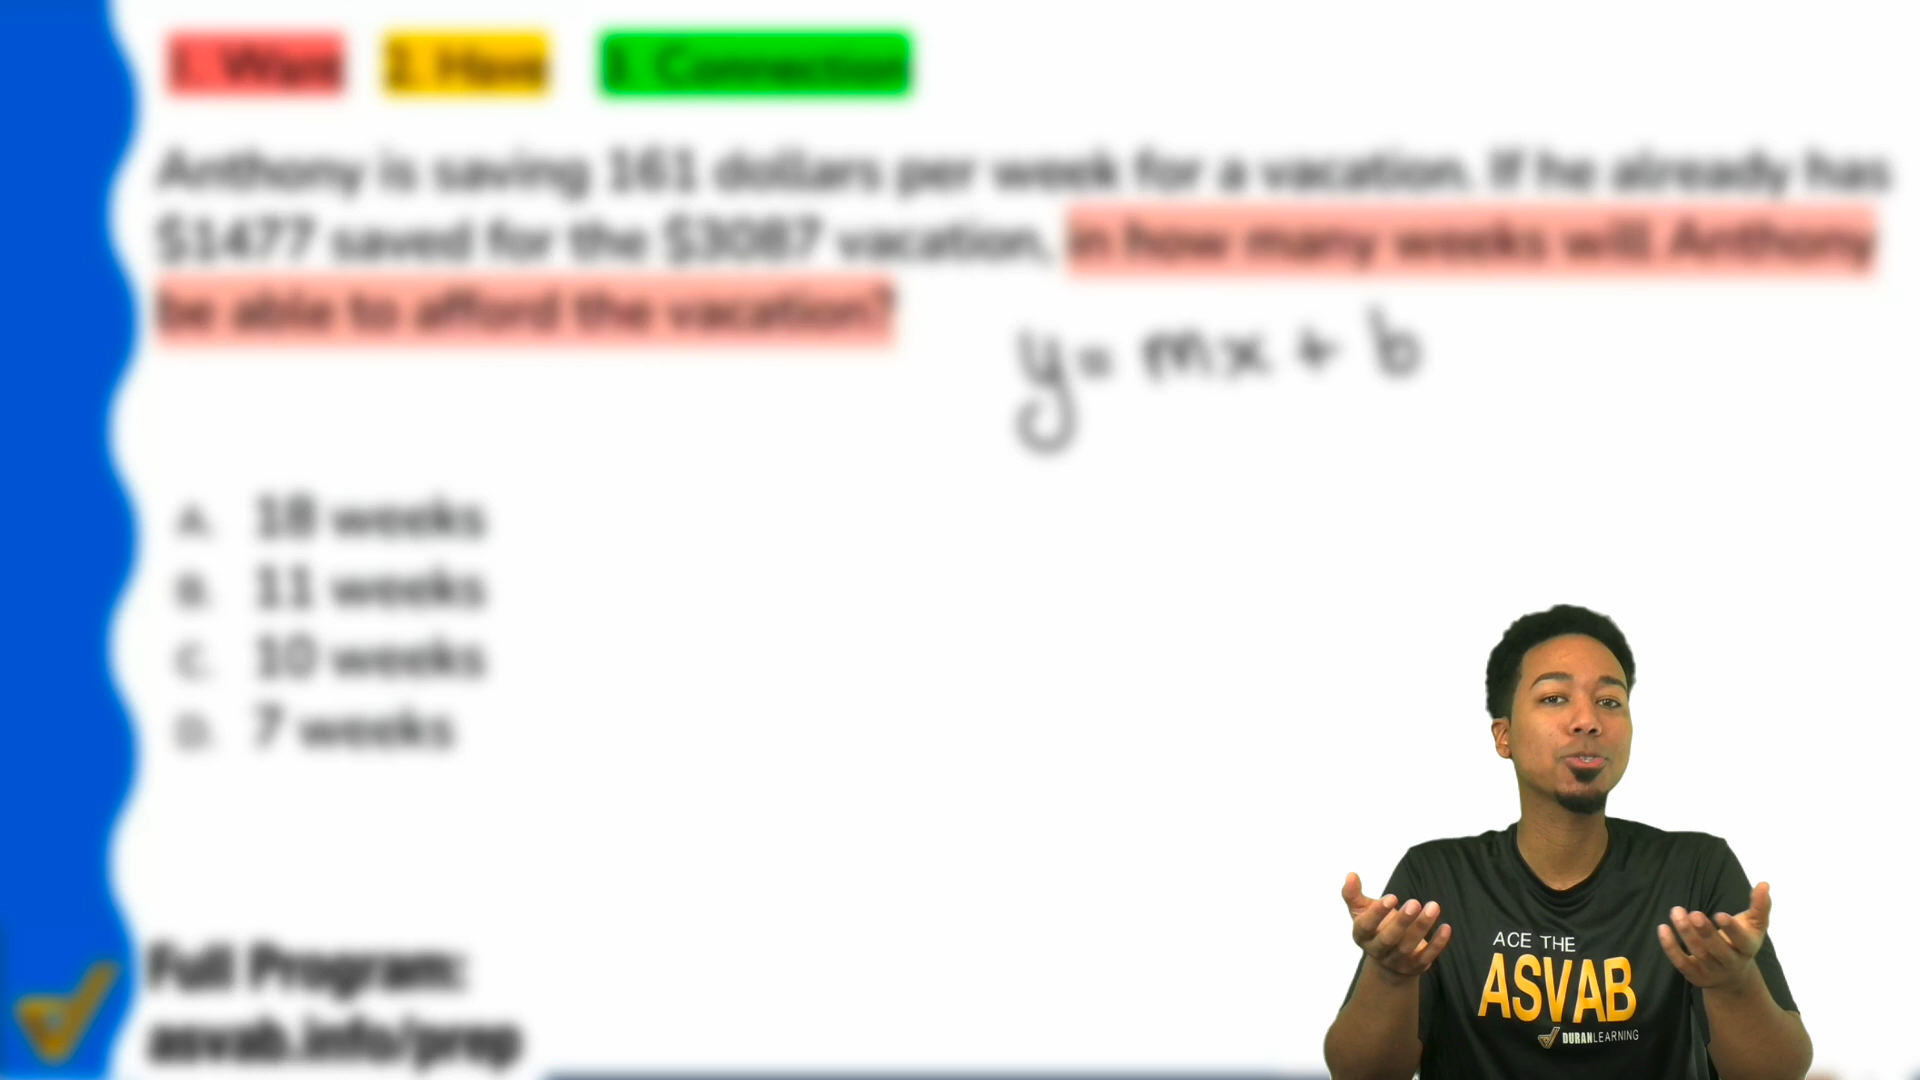 1. Want 2. Have 3. Connection
Anthony is saving 161 dollars per week for a vacation. If he already has
$1477 saved for the $3087 vacation, in how many weeks will Anthony
be able to afford the vacation?
y = mx + b
A. 18 weeks
B. 11 weeks
C. 10 weeks
D. 7 weeks
Full Program:
asvab.info/prep
ACE THE
ASVAB
DURANLEARNING